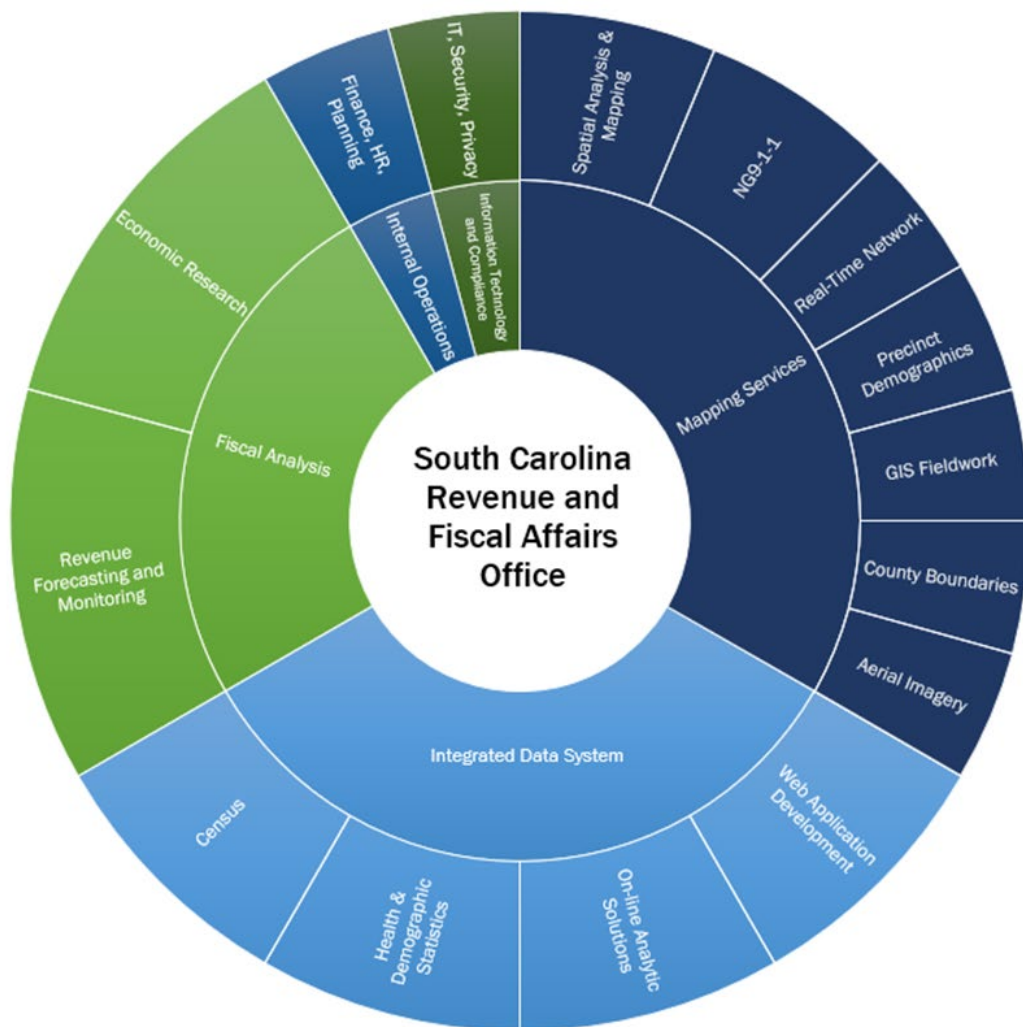 South Carolina
Revenue and
Fiscal Affairs
Office
Mapping Services
Spatial Analysis &
Mapping
NG9-1-1
Real-Time Network
Precinct
Demographics
GIS Fieldwork
County Boundaries
Aerial Imagery
Integrated Data System
Web Application
Development
On-line Analytic
Solutions
Health &
Demographic
Statistics
Census
Fiscal Analysis
Revenue
Forecasting and
Monitoring
Economic Research
Internal Operations
Finance, HR,
Planning
Information Technology
and Compliance
IT, Security, Privacy